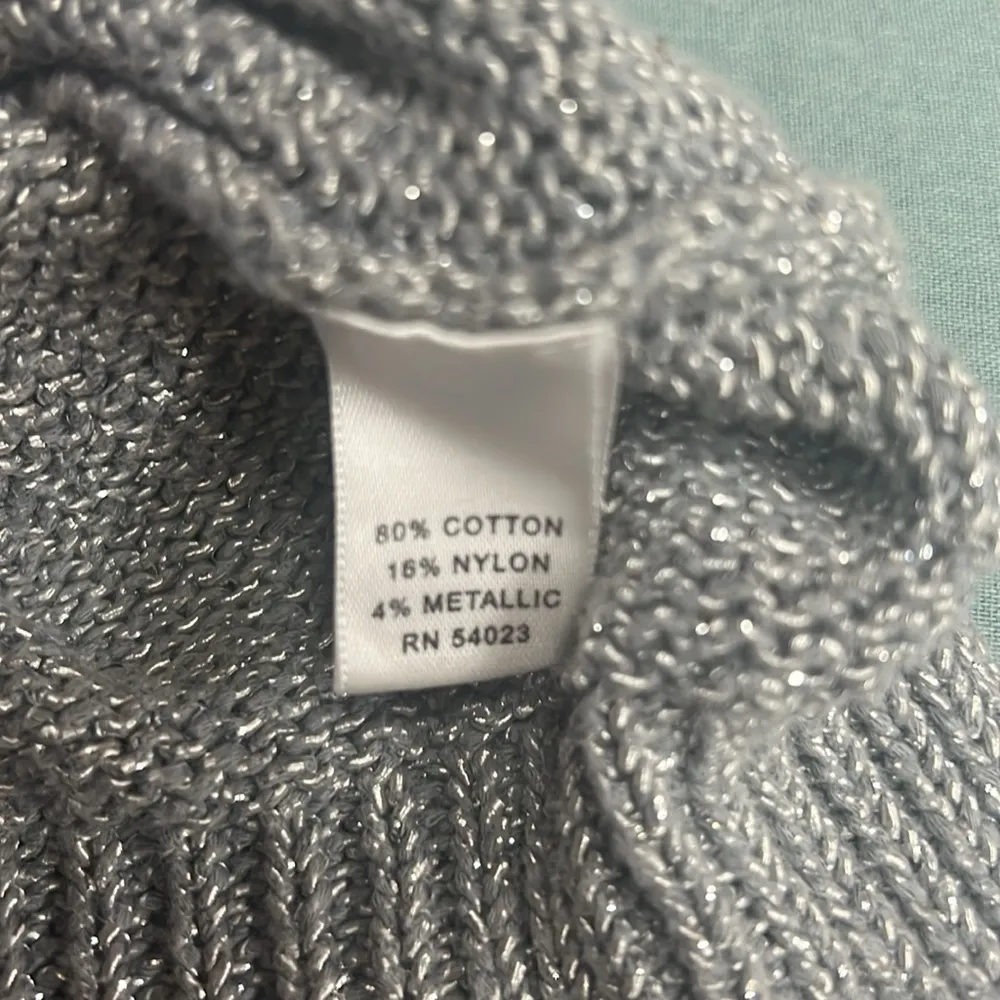 80% COTTON
16% NYLON
4% METALLIC
RN 54023